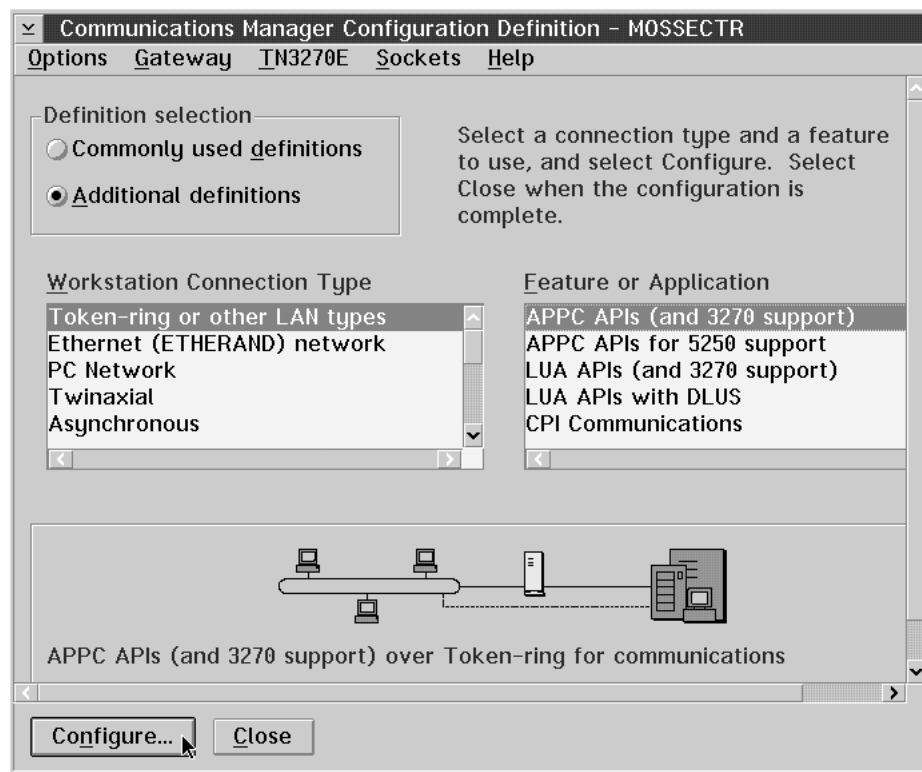 Communications Manager Configuration Definition - MOSSECTR
Options Gateway TN3270E Sockets Help
Definition selection
Commonly used definitions
Additional definitions
Select a connection type and a feature
to use, and select Configure. Select
Close when the configuration is
complete.
Workstation Connection Type
Token-ring or other LAN types
Ethernet (ETHERAND) network
PC Network
Twinaxial
Asynchronous
Feature or Application
APPC APIs (and 3270 support)
APPC APIs for 5250 support
LUA APIs (and 3270 support)
LUA APIs with DLUS
CPI Communications
APPC APIs (and 3270 support) over Token-ring for communications
Configure... Close